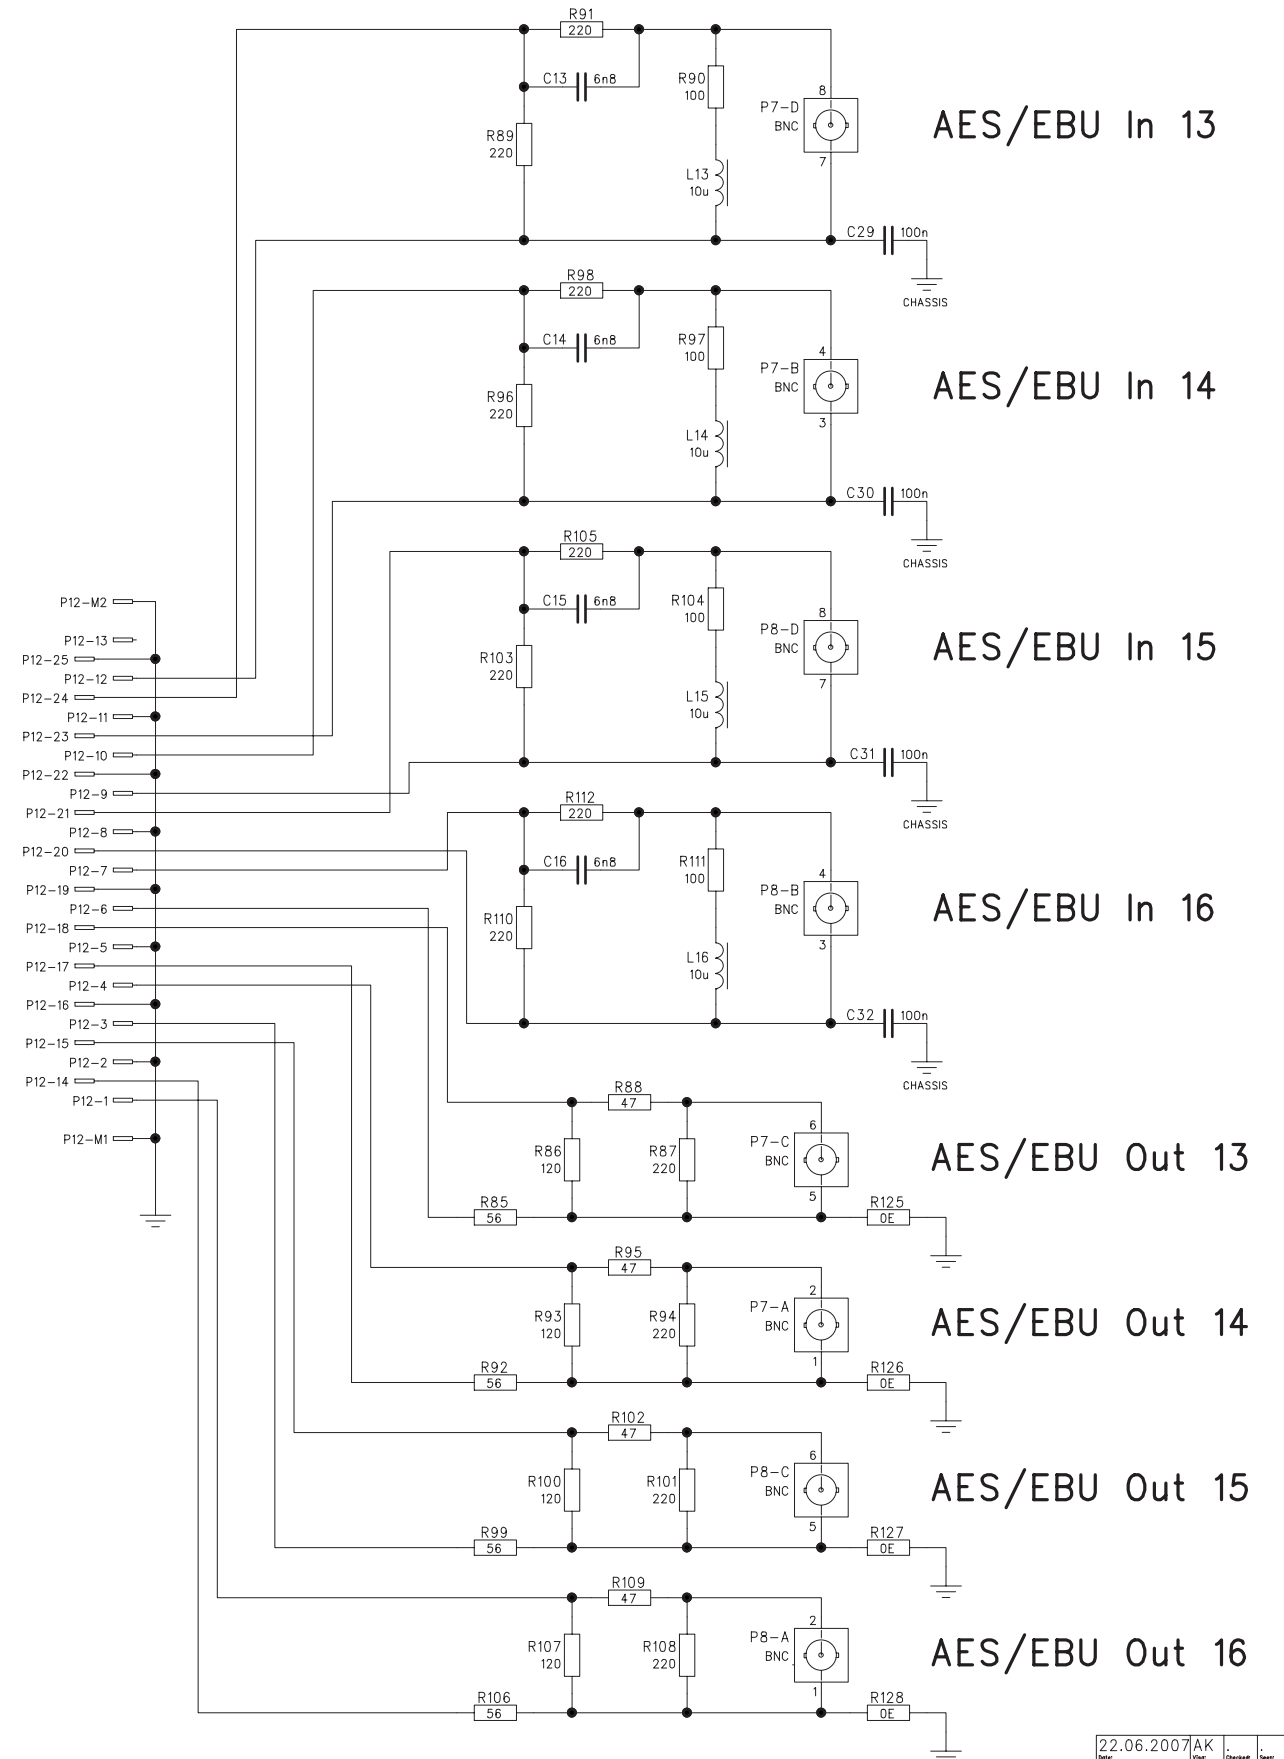 R91
220
C13 6n8
R90
100
8
P7-D
BNC
AES/EBU In 13
R89
220
7
L13
10u
C29 100n
CHASSIS
R98
220
C14 6n8
R97
100
4
P7-B
BNC
AES/EBU In 14
R96
220
3
L14
10u
C30 100n
CHASSIS
R105
220
C15 6n8
R104
100
8
P8-D
BNC
AES/EBU In 15
R103
220
7
L15
10u
C31 100n
CHASSIS
P12-M2
P12-13
P12-25
P12-12
P12-24
P12-11
P12-23
P12-10
P12-22
P12-9
P12-21
P12-8
P12-20
P12-7
P12-19
P12-6
P12-18
P12-5
P12-17
P12-4
P12-16
P12-3
P12-15
P12-2
P12-14
P12-1
P12-M1
R112
220
C16 6n8
R111
100
4
P8-B
BNC
AES/EBU In 16
R110
220
3
L16
10u
C32 100n
CHASSIS
R88
47
6
P7-C
BNC
AES/EBU Out 13
R86
120
R87
220
5
R85
56
R125
0E
R95
47
2
P7-A
BNC
AES/EBU Out 14
R93
120
R94
220
1
R92
56
R126
0E
R102
47
6
P8-C
BNC
AES/EBU Out 15
R100
120
R101
220
5
R99
56
R127
0E
R109
47
2
P8-A
BNC
AES/EBU Out 16
R107
120
R108
220
1
R106
56
R128
0E
22.06.2007 AK . .